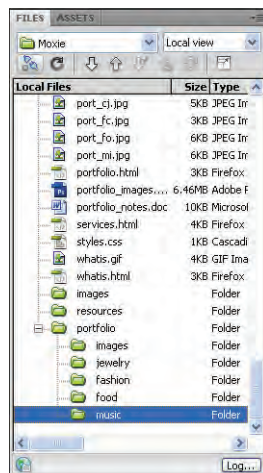 FILES ASSETS
Moxie Local view
Local Files Size Type
port_cj.jpg 5KB JPEG Im
port_fc.jpg 3KB JPEG Im
port_fo.jpg 6KB JPEG Im
port_mi.jpg 6KB JPEG Im
portfolio.html 3KB Firefox
portfolio_images.... 6.46MB Adobe F
portfolio_notes.doc 10KB Microsof
services.html 4KB Firefox
styles.css 1KB Cascadi
whatis.gif 4KB GIF Ima
whatis.html 3KB Firefox
images Folder
resources Folder
portfolio Folder
images Folder
jewelry Folder
fashion Folder
food Folder
music Folder
Log...